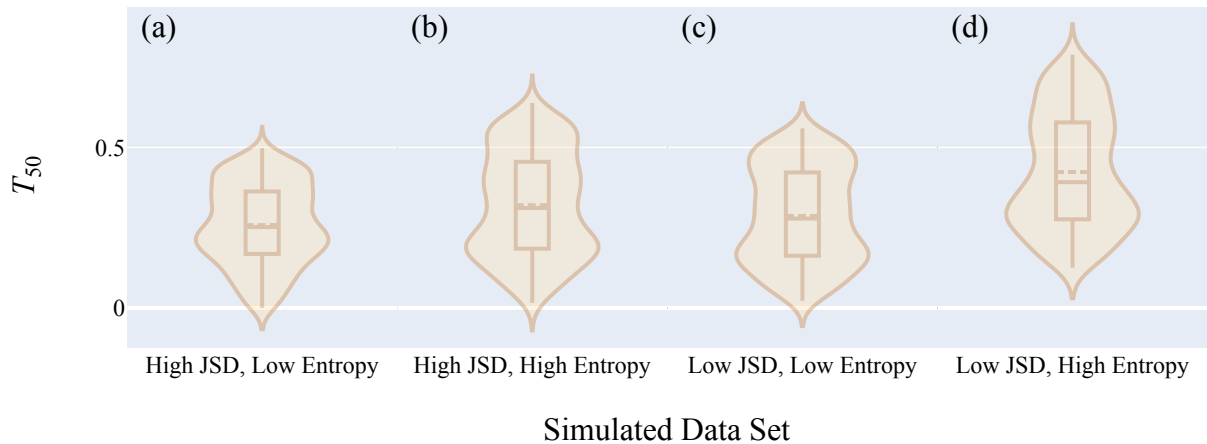 (a) (b) (c) (d)
T50
0.5
0
High JSD, Low Entropy High JSD, High Entropy Low JSD, Low Entropy Low JSD, High Entropy
Simulated Data Set